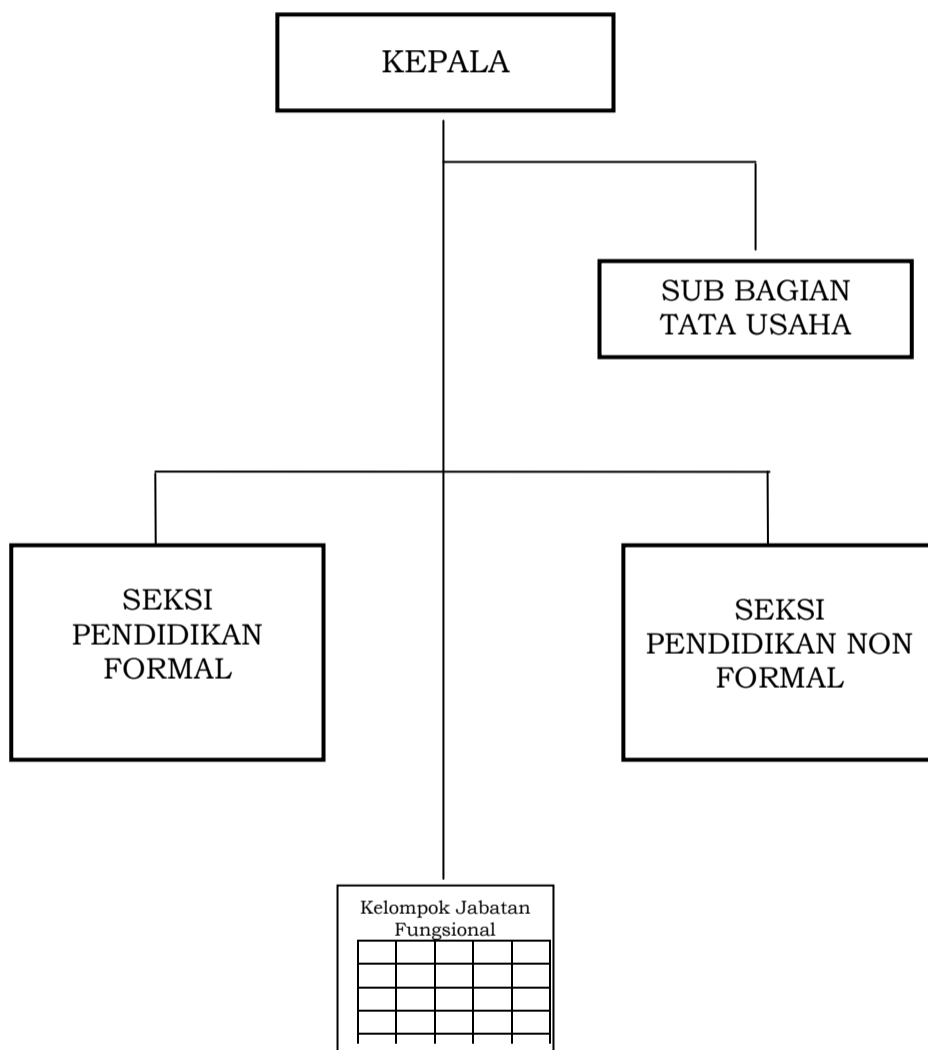 KEPALA
SUB BAGIAN
TATA USAHA
SEKSI
PENDIDIKAN
FORMAL
SEKSI
PENDIDIKAN NON
FORMAL
Kelompok Jabatan
Fungsional